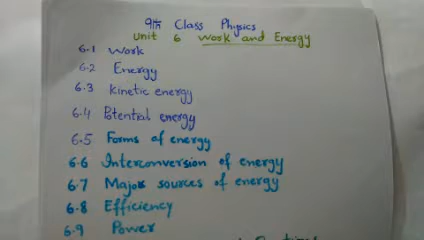 9th Class Physics
Unit 6 Work and Energy
6.1 Work
6.2 Energy
6.3 Kinetic energy
6.4 Potential energy
6.5 Forms of energy
6.6 Interconversion of energy
6.7 Major sources of energy
6.8 Efficiency
6.9 Power